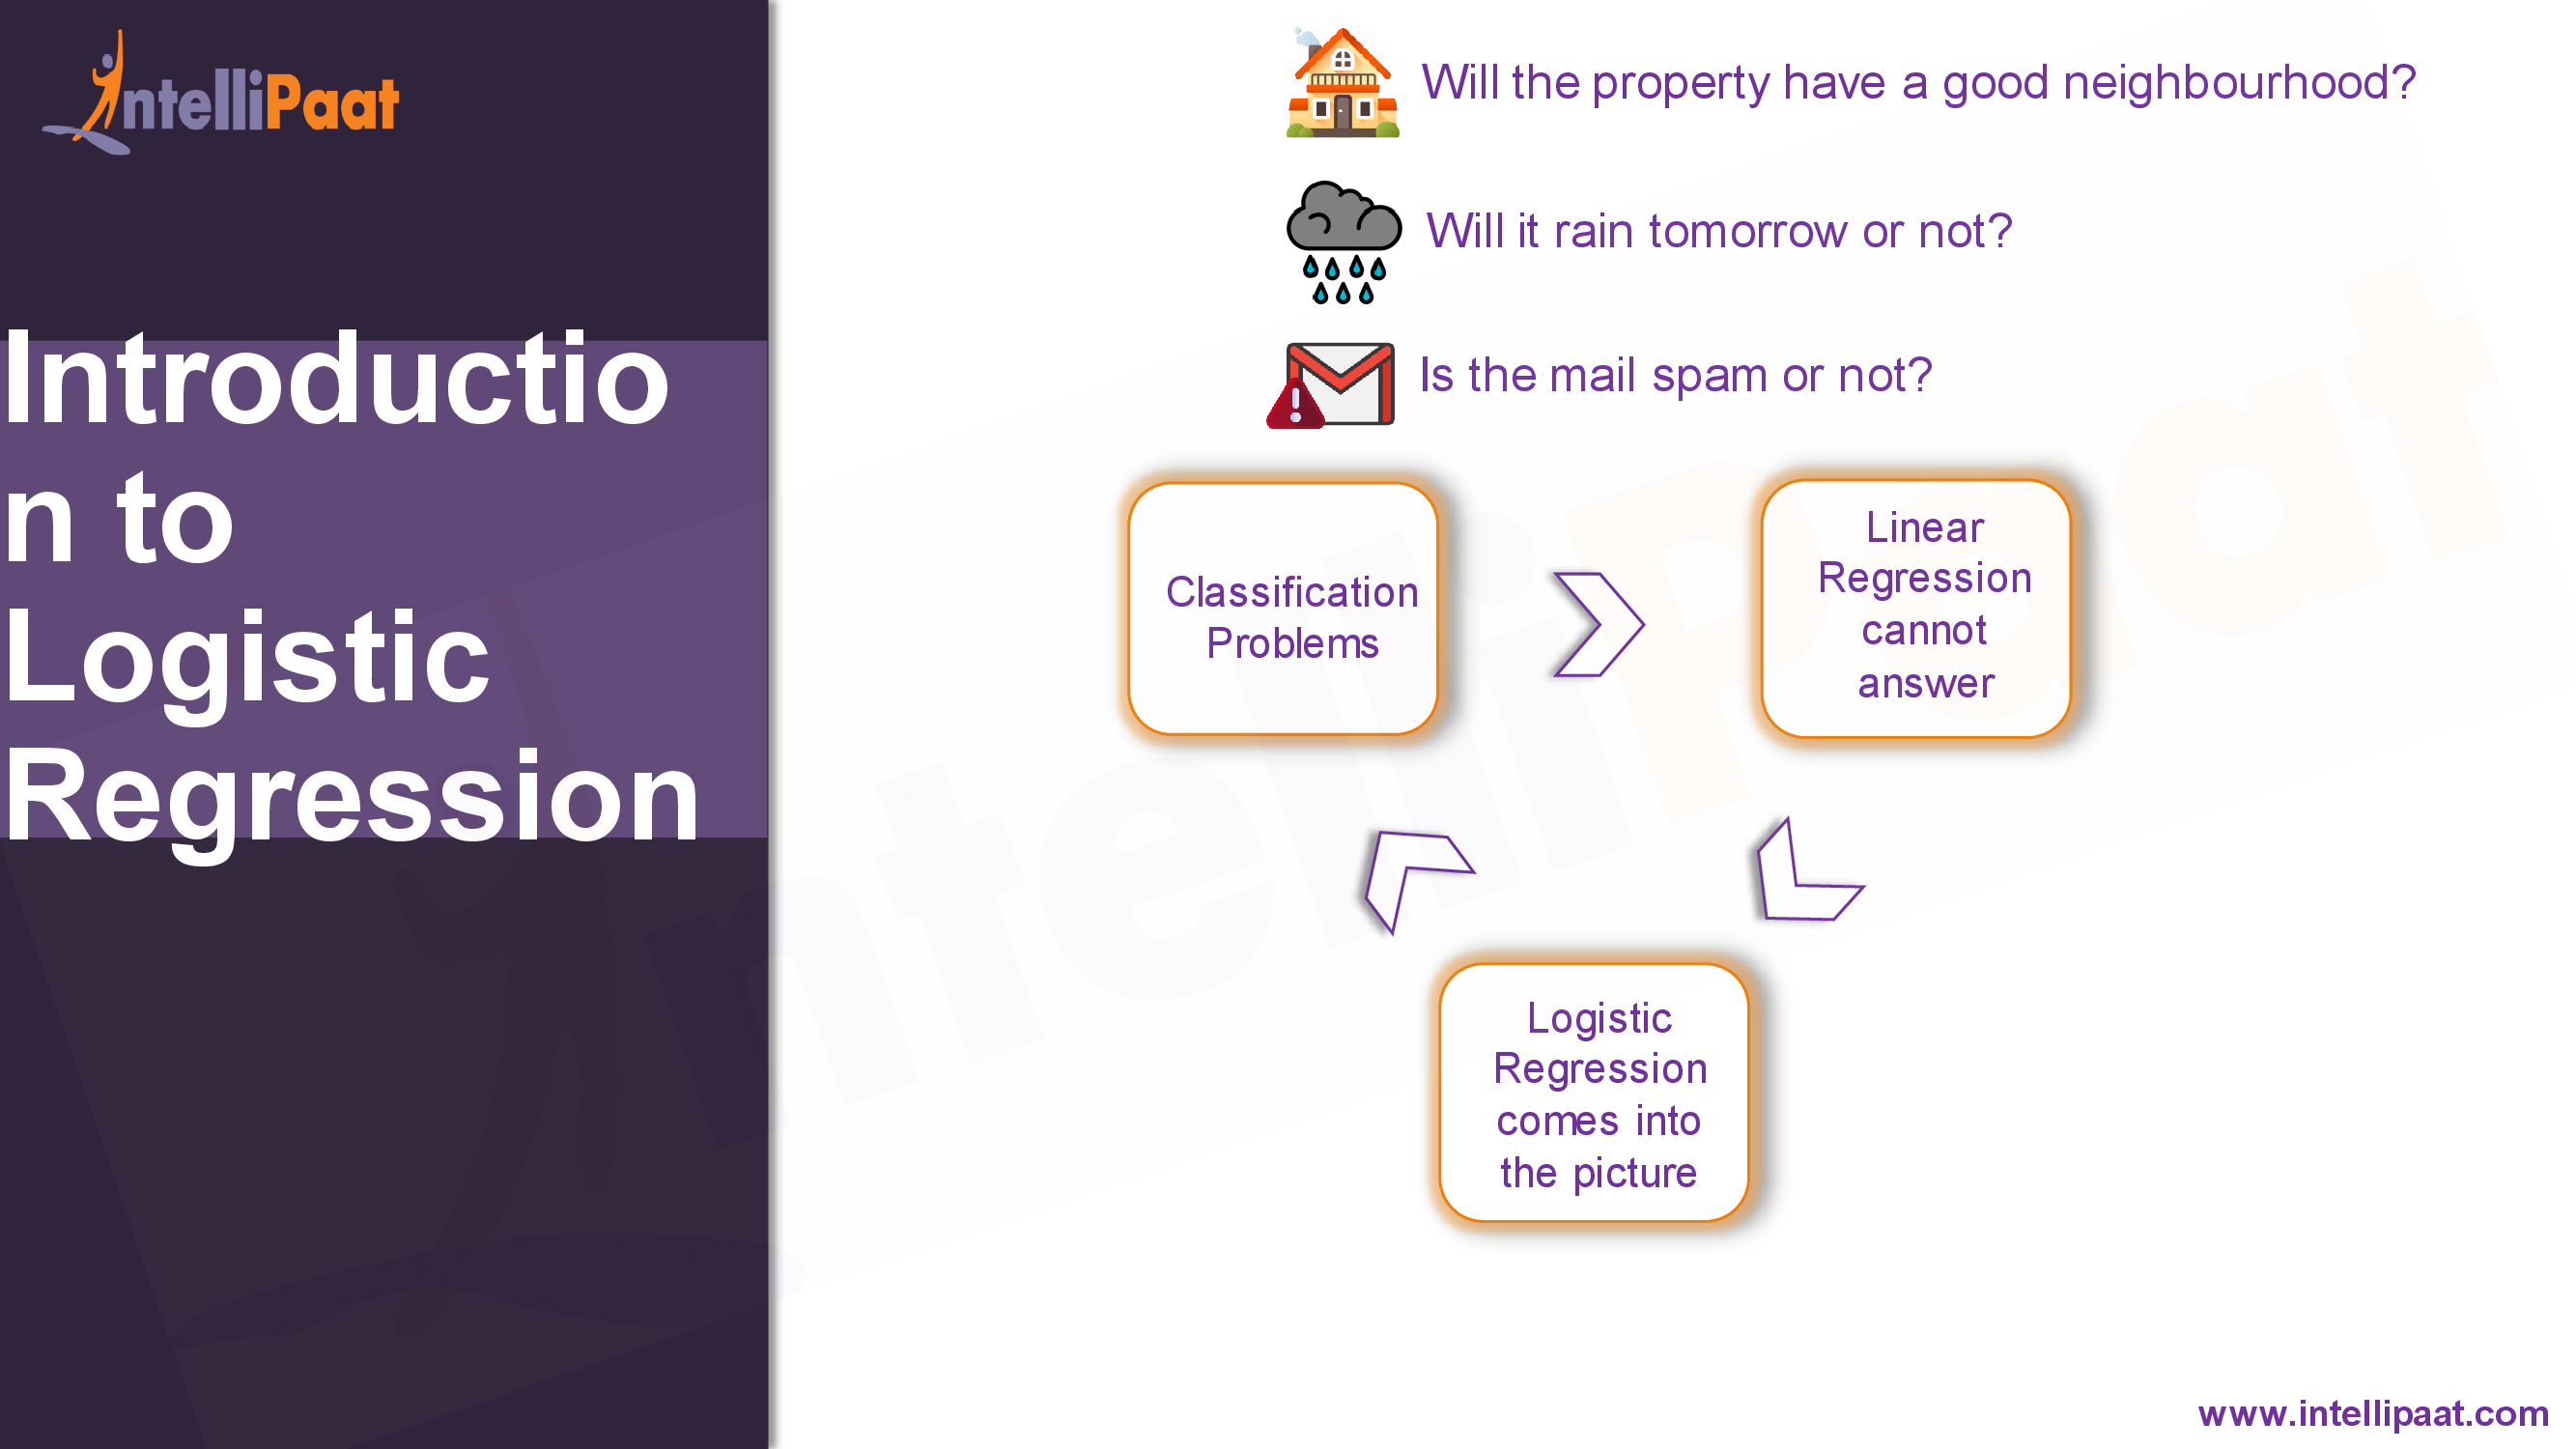 IntelliPaat
Introductio
n to
Logistic
Regression
Will the property have a good neighbourhood?
Will it rain tomorrow or not?
Is the mail spam or not?
Classification
Problems
Linear
Regression
cannot
answer
Logistic
Regression
comes into
the picture
www.intellipaat.com